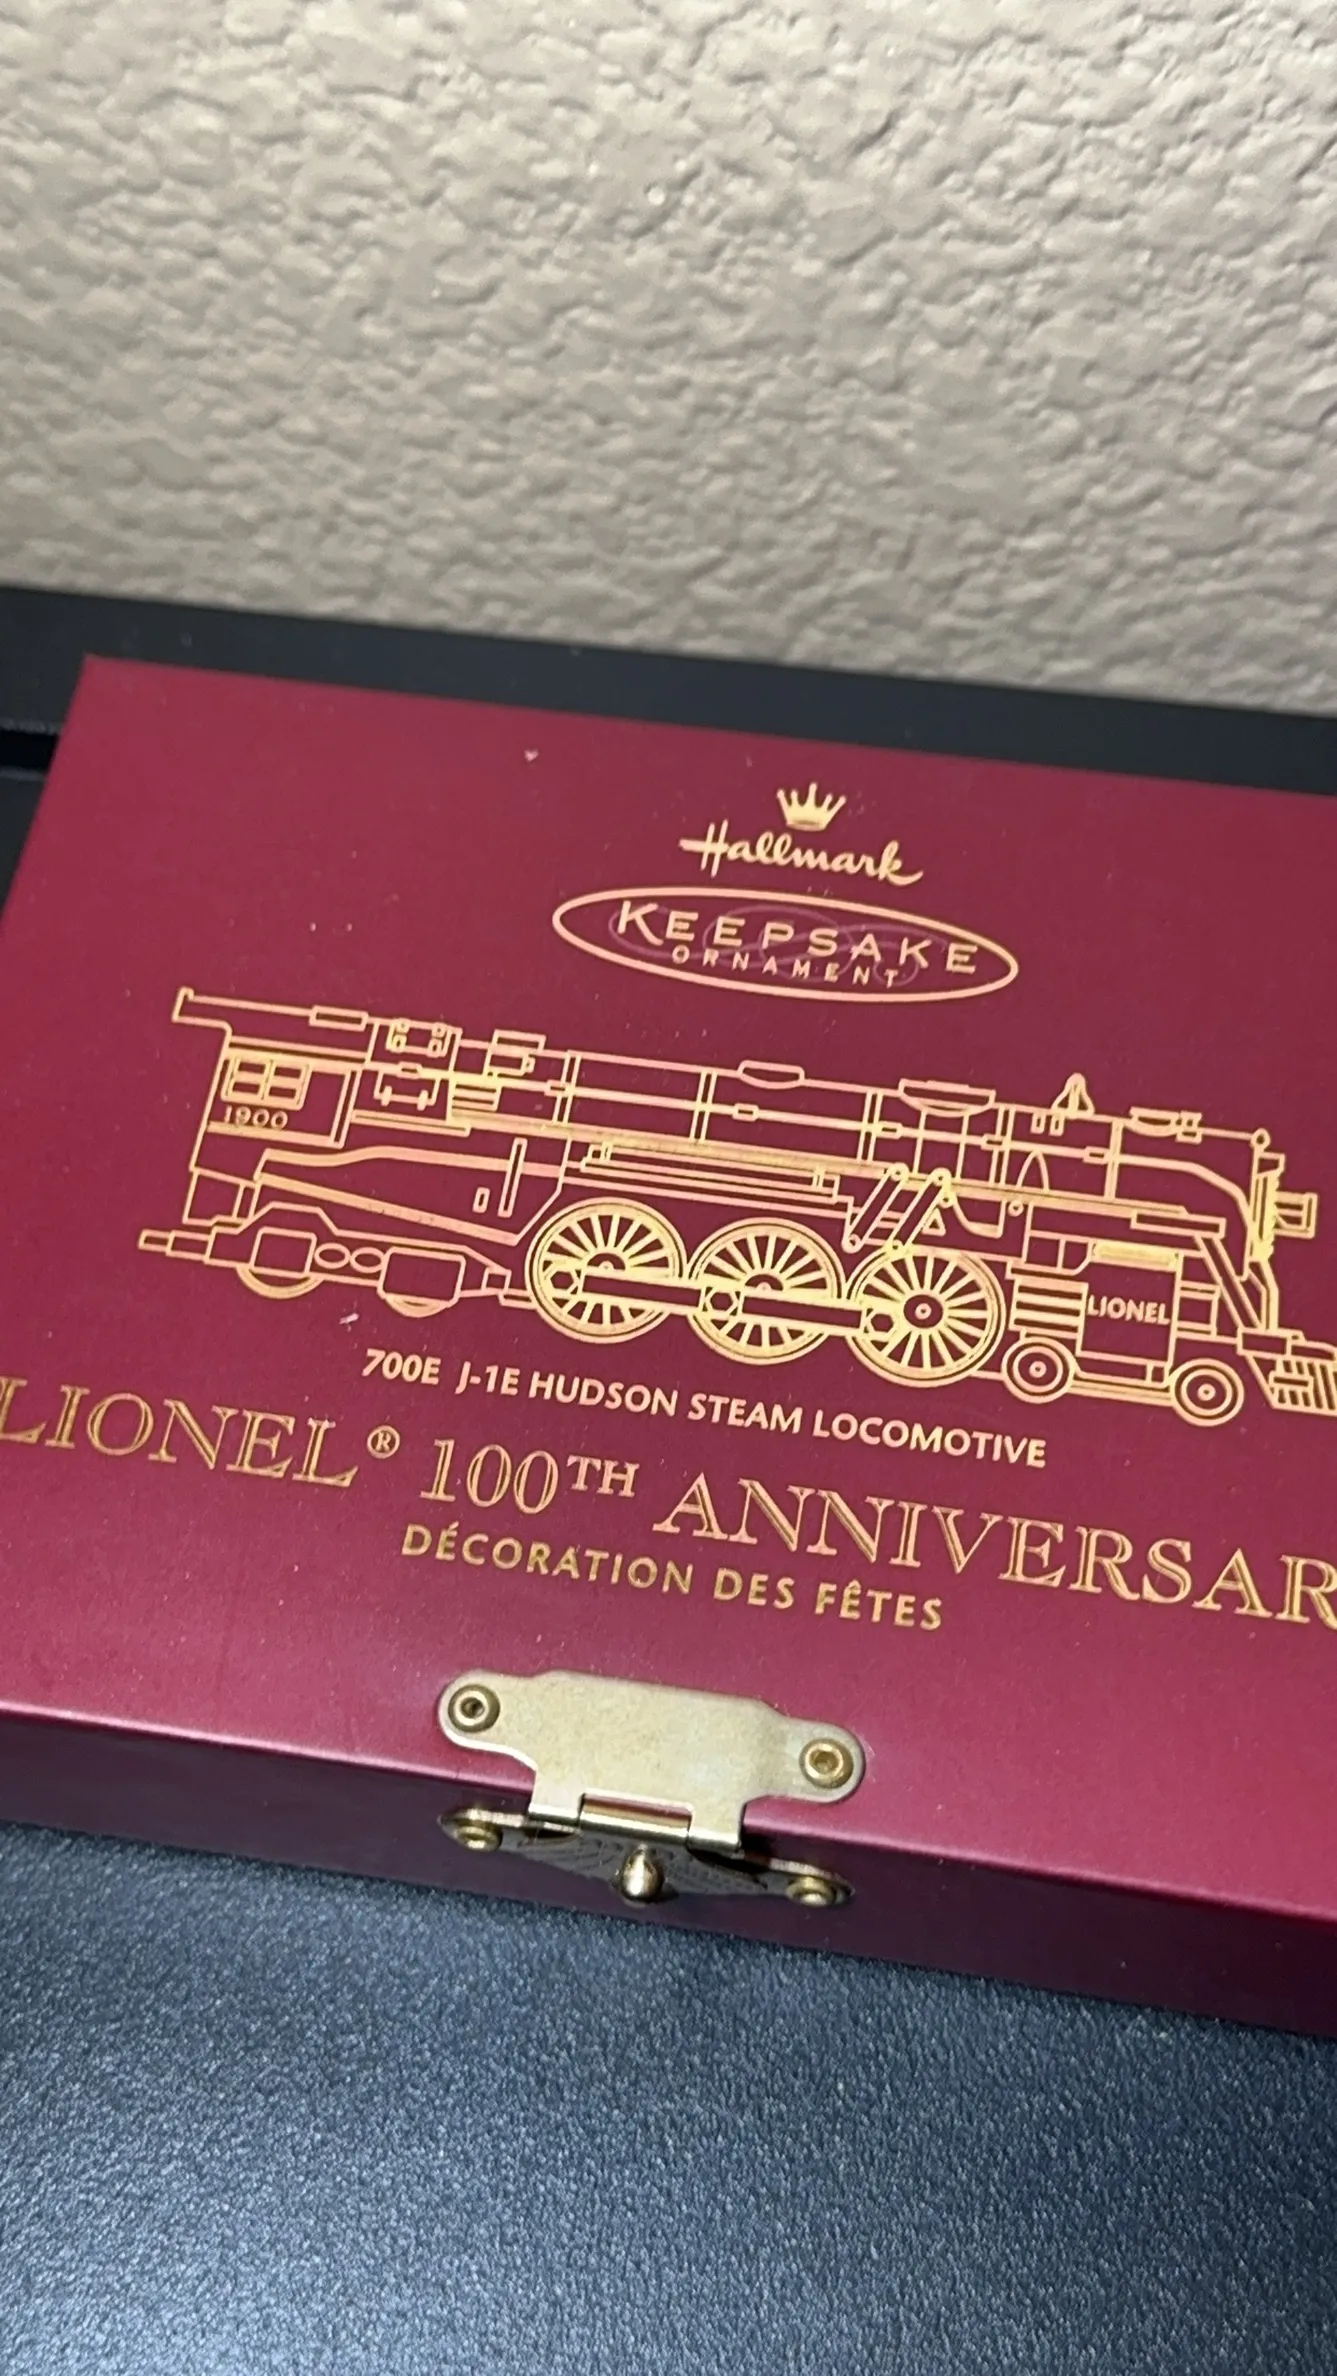 Hallmark
KEEPSAKE
ORNAMENT
1900
LIONEL
700E J-1E HUDSON STEAM LOCOMOTIVE
LIONEL® 100TH ANNIVERSAR
DÉCORATION DES FÊTES